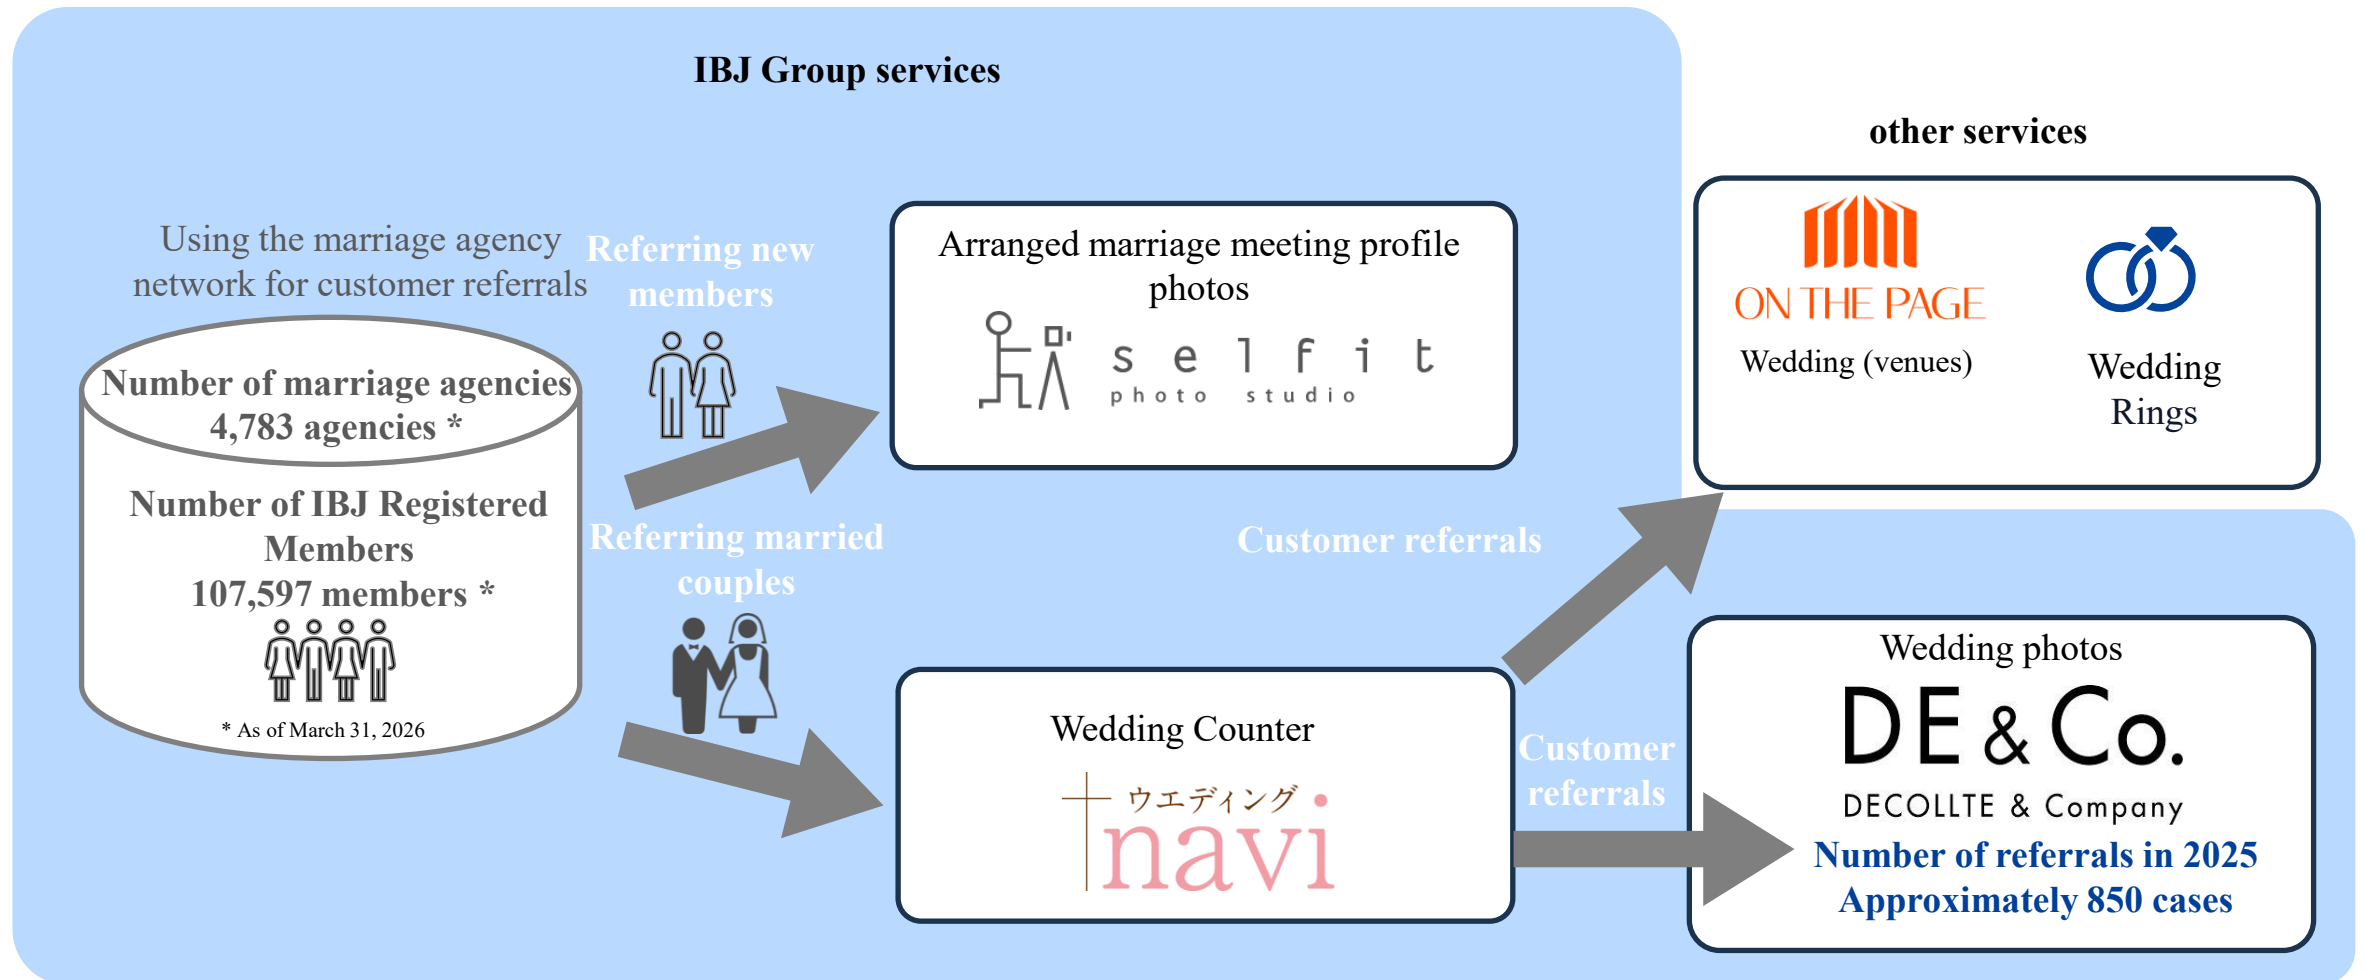 IBJ Group services
other services
Using the marriage agency
network for customer referrals
Number of marriage agencies
4,783 agencies *
Number of IBJ Registered
Members
107,597 members *
* As of March 31, 2026
Referring new
members
Arranged marriage meeting profile
photos
selfit
photo studio
Referring married
couples
Wedding Counter
ウエディング
navi
Customer referrals
ON THE PAGE
Wedding (venues)
Wedding
Rings
Customer
referrals
Wedding photos
DE & Co.
DECOLLTE & Company
Number of referrals in 2025
Approximately 850 cases